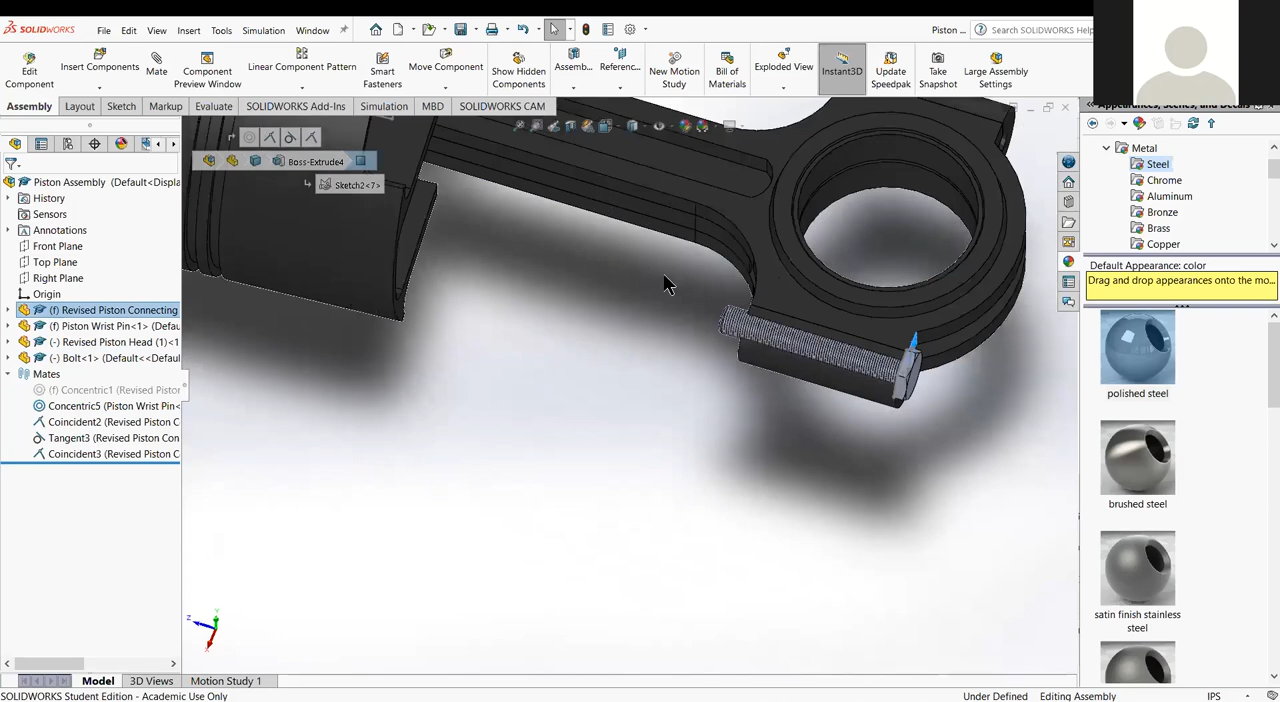 SOLIDWORKS File Edit View Insert Tools Simulation Window Piston ... Search SOLIDWORKS Help
Edit Component Insert Components Mate Component Preview Window Linear Component Pattern Smart Fasteners Move Component Show Hidden Components Assemb... Referenc... New Motion Study Bill of Materials Exploded View Instant3D Update Speedpak Take Snapshot Large Assembly Settings
Assembly Layout Sketch Markup Evaluate SOLIDWORKS Add-Ins Simulation MBD SOLIDWORKS CAM
Appearances, Scenes, and Decals
Boss-Extrude4
Sketch2<7>
Piston Assembly (Default<Displa
History
Sensors
Annotations
Front Plane
Top Plane
Right Plane
Origin
(f) Revised Piston Connecting
(f) Piston Wrist Pin<1> (Defau
(-) Revised Piston Head (1)<1
(-) Bolt<1> (Default<<Default
Mates
(f) Concentric1 (Revised Piston
Concentric5 (Piston Wrist Pin<
Coincident2 (Revised Piston C
Tangent3 (Revised Piston Con
Coincident3 (Revised Piston C
Metal
Steel
Chrome
Aluminum
Bronze
Brass
Copper
Default Appearance: color
Drag and drop appearances onto the mo...
polished steel
brushed steel
satin finish stainless
steel
Z Y X
Model 3D Views Motion Study 1
SOLIDWORKS Student Edition - Academic Use Only Under Defined Editing Assembly IPS